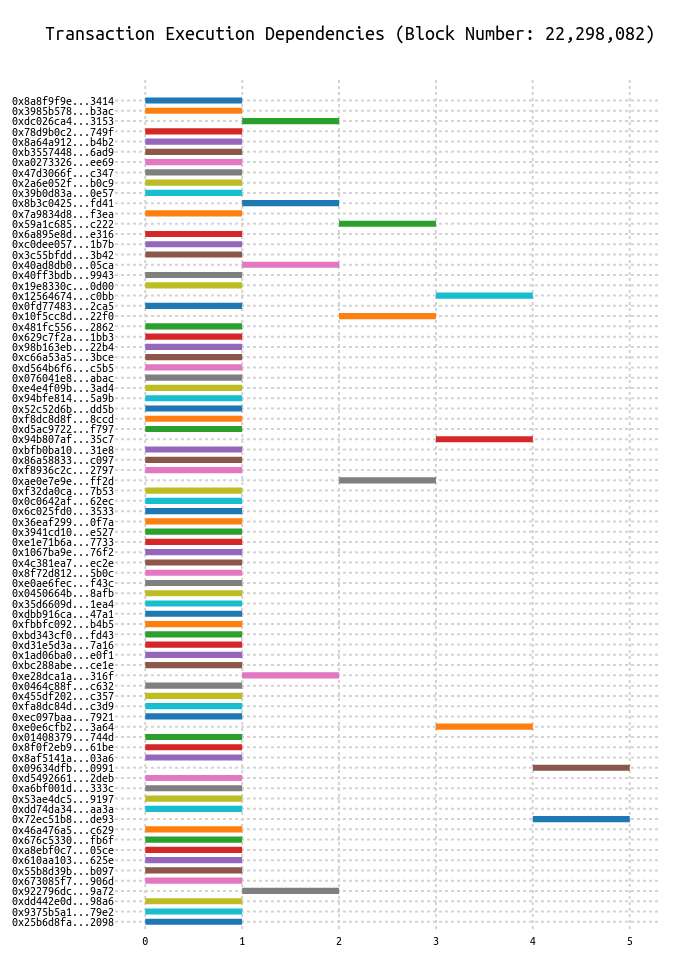 Transaction Execution Dependencies (Block Number: 22,298,082)
0x8a8f9f9e...3414
0x3985b578...b3ac
0xdc026ca4...3153
0x78d9b0c2...749f
0x8a64a912...b4b2
0xb3557448...6ad9
0xa0273326...ee69
0x47d3066f...c347
0x2a6e052f...b0c9
0x39b0d83a...0e57
0x8b3c0425...fd41
0x7a9834d8...f3ea
0x59a1c685...c222
0x6a895e8d...e316
0xc0dee057...1b7b
0x3c55bfdd...3b42
0x40ad8db0...05ca
0x40ff3bdb...9943
0x19e8330c...0d00
0x12564674...c0bb
0x0fd77483...2ca5
0x10f5cc8d...22f0
0x481fc556...2862
0x629c7f2a...1bb3
0x98b163eb...22b4
0xc66a53a5...3bce
0xd564b6f6...c5b5
0x076041e8...abac
0xe4e4f09b...3ad4
0x94bfe814...5a9b
0x52c52d6b...dd5b
0xf8dc8d8f...8ccd
0xd5ac9722...f797
0x94b807af...35c7
0xbfb0ba10...31e8
0x86a58833...c097
0xf8936c2c...2797
0xae0e7e9e...ff2d
0xf32da0ca...7b53
0x0c0642af...62ec
0x6c025fd0...3533
0x36eaf299...0f7a
0x3941cd10...e527
0xe1e71b6a...7733
0x1067ba9e...76f2
0x4c381ea7...ec2e
0x8f72d812...5b0c
0xe0ae6fec...f43c
0x0450664b...8afb
0x35d6609d...1ea4
0xdbb916ca...47a1
0xfbbfc092...b4b5
0xbd343cf0...fd43
0xd31e5d3a...7a16
0x1ad06ba0...e0f1
0xbc288abe...ce1e
0xe28dca1a...316f
0x0464c88f...c632
0x455df202...c357
0xfa8dc84d...c3d9
0xec097baa...7921
0xe0e6cfb2...3a64
0x01408379...744d
0x8f0f2eb9...61be
0x8af5141a...03a6
0x09634dfb...0991
0xd5492661...2deb
0xa6bf001d...333c
0x53ae4dc5...9197
0xdd74da34...aa3a
0x72ec51b8...de93
0x46a476a5...c629
0x676c5330...fb6f
0xa8ebf0c7...05ce
0x610aa103...625e
0x55b8d39b...b097
0x673085f7...906d
0x922796dc...9a72
0xdd442e0d...98a6
0x9375b5a1...79e2
0x25b6d8fa...2098
0 1 2 3 4 5